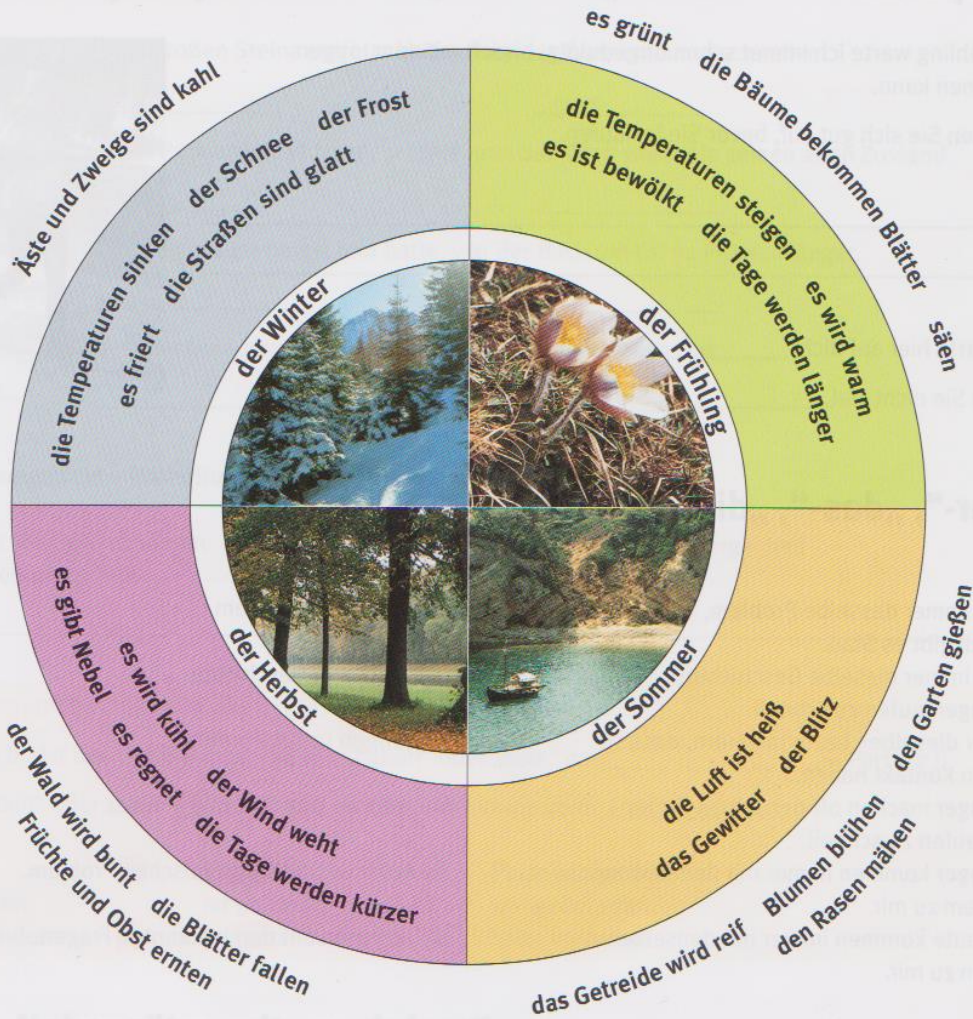 es grünt
die Bäume bekommen Blätter
säen
die Temperaturen steigen
es wird warm
es ist bewölkt
die Tage werden länger
der Frühling
Äste und Zweige sind kahl
die Temperaturen sinken
der Schnee
der Frost
es friert
die Straßen sind glatt
der Winter
der Herbst
es wird kühl
der Wind weht
es gibt Nebel
es regnet
die Tage werden kürzer
der Wald wird bunt
die Blätter fallen
Früchte und Obst ernten
der Sommer
die Luft ist heiß
das Gewitter
der Blitz
den Garten gießen
Blumen blühen
den Rasen mähen
das Getreide wird reif